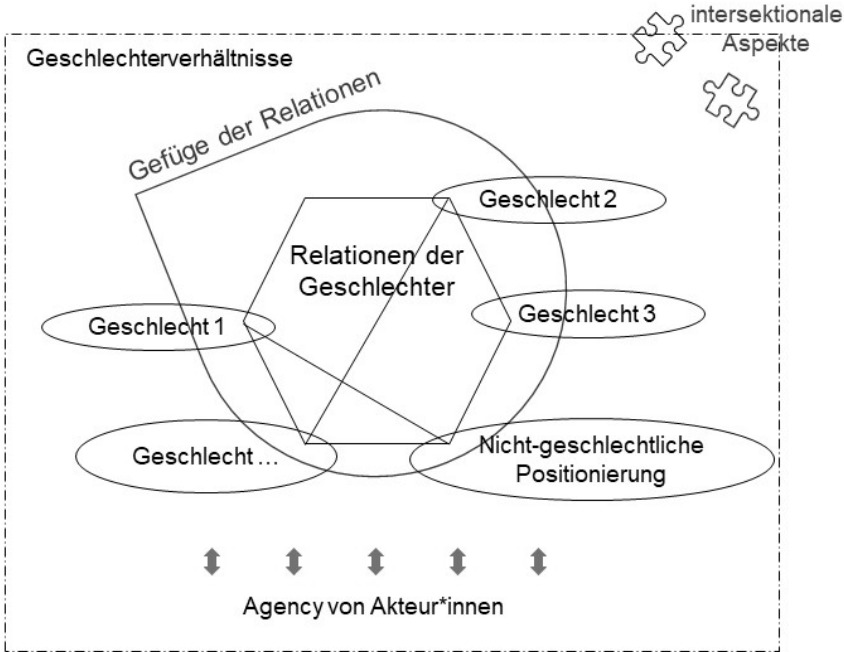 intersektionale
Aspekte
Geschlechterverhältnisse
Gefüge der Relationen
Geschlecht 2
Relationen der
Geschlechter
Geschlecht 1
Geschlecht 3
Geschlecht ...
Nicht-geschlechtliche
Positionierung
Agency von Akteur*innen